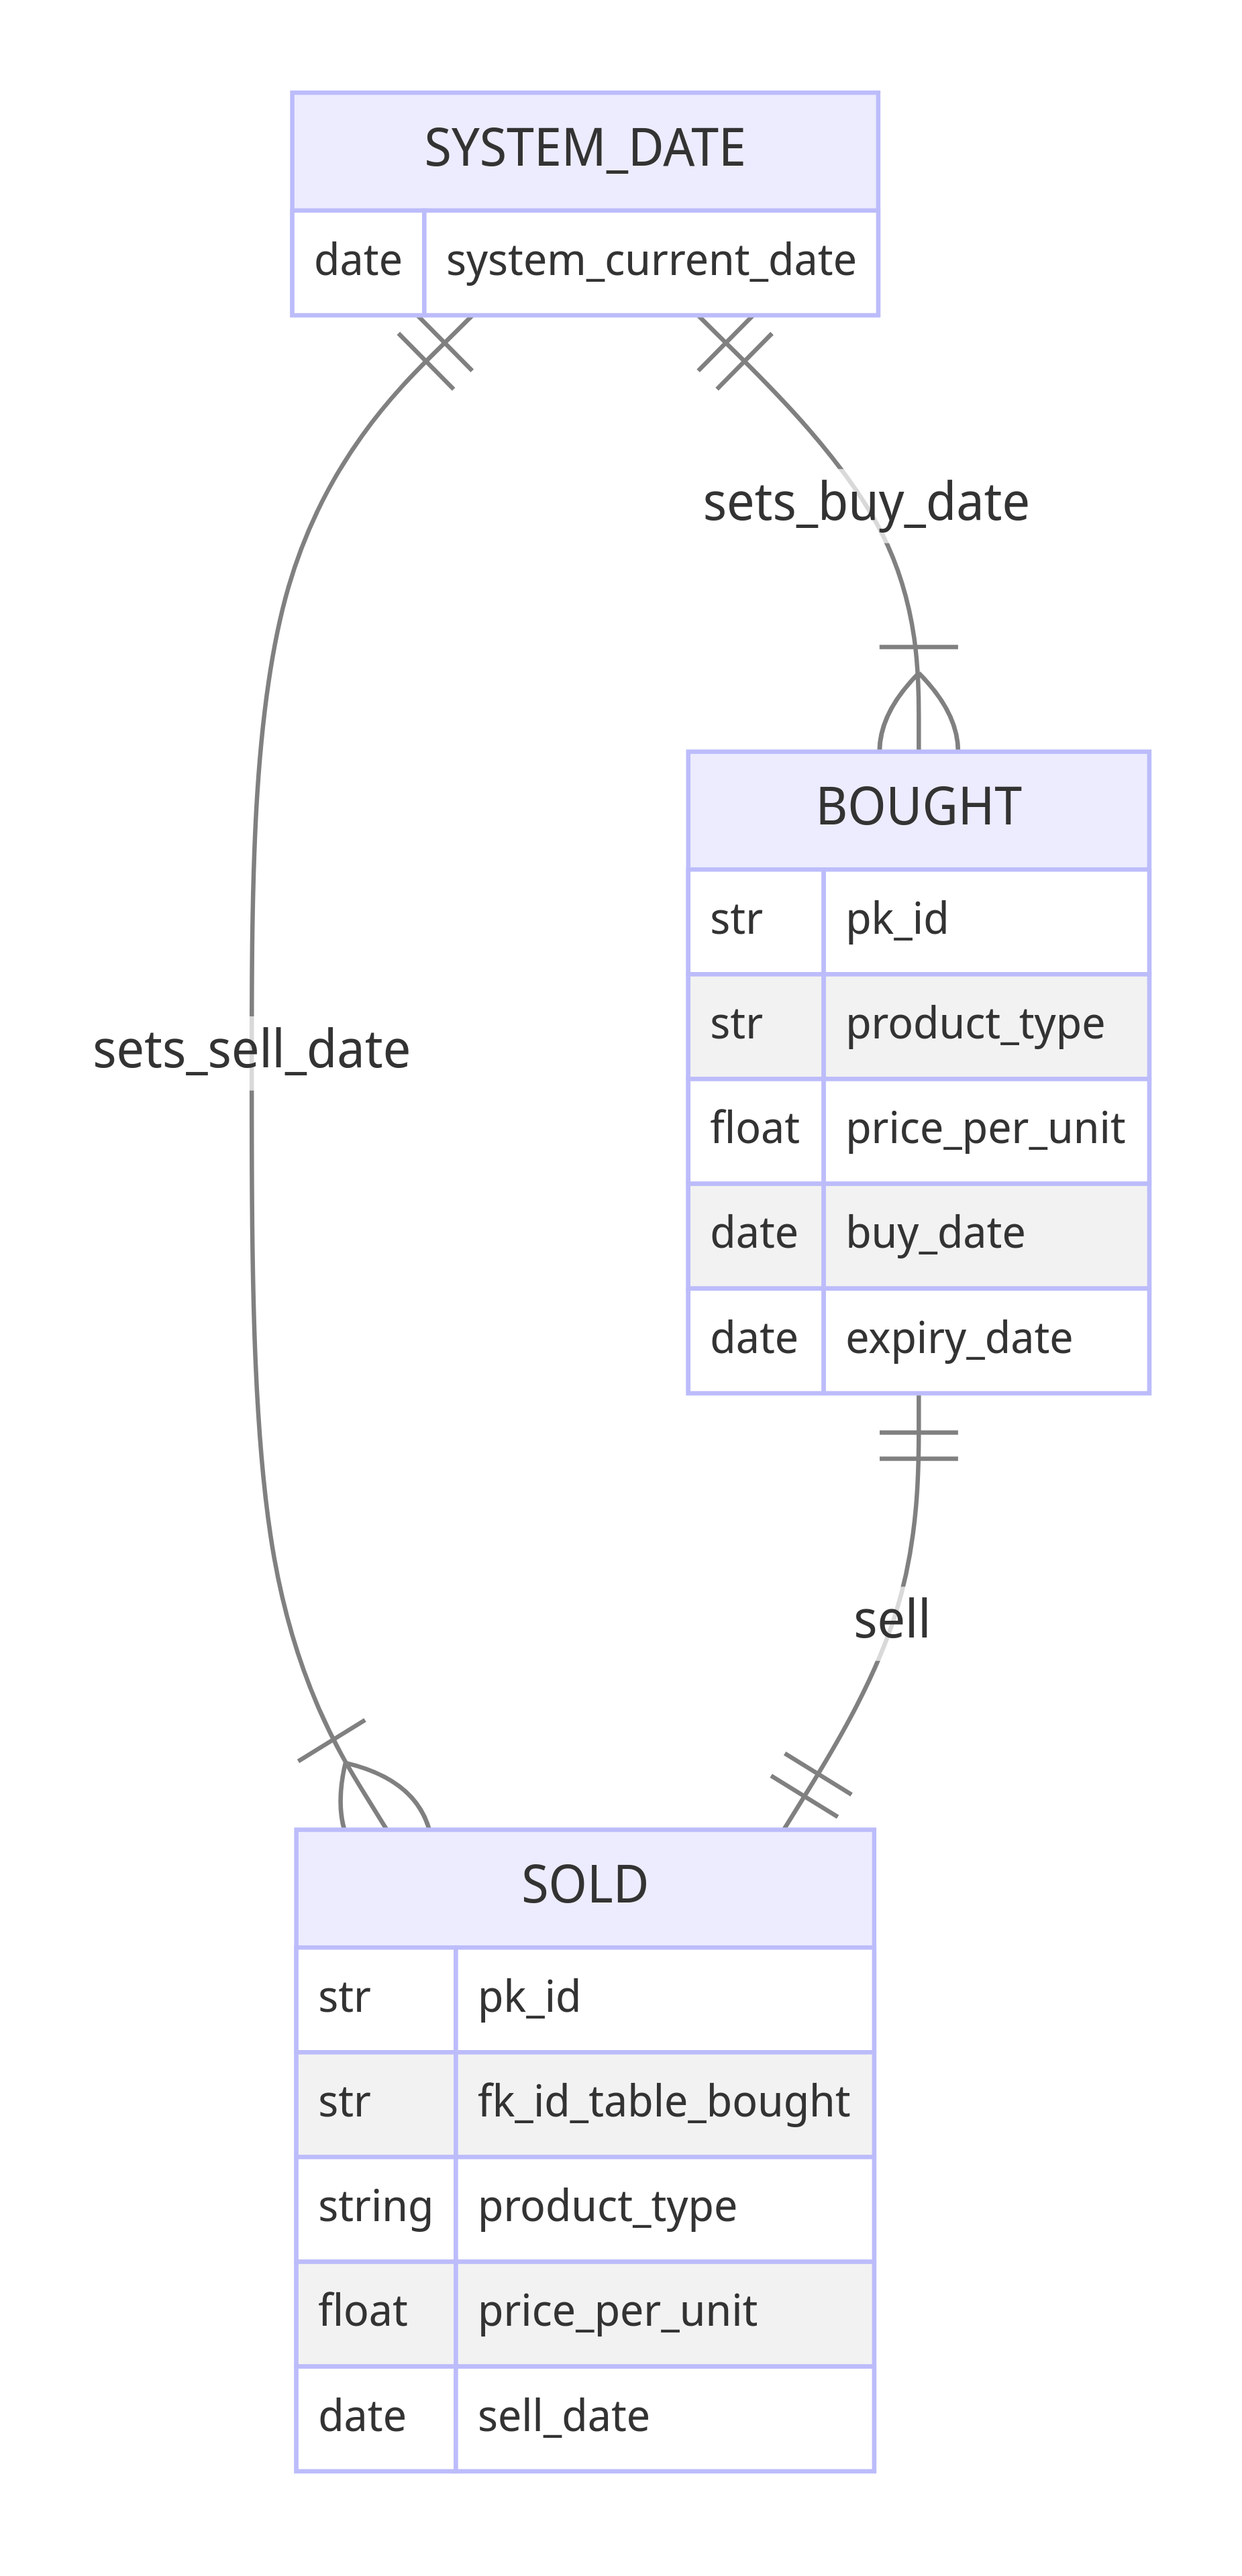 SYSTEM_DATE
date system_current_date
sets_buy_date
BOUGHT
str pk_id
str product_type
float price_per_unit
date buy_date
date expiry_date
sets_sell_date
sell
SOLD
str pk_id
str fk_id_table_bought
string product_type
float price_per_unit
date sell_date